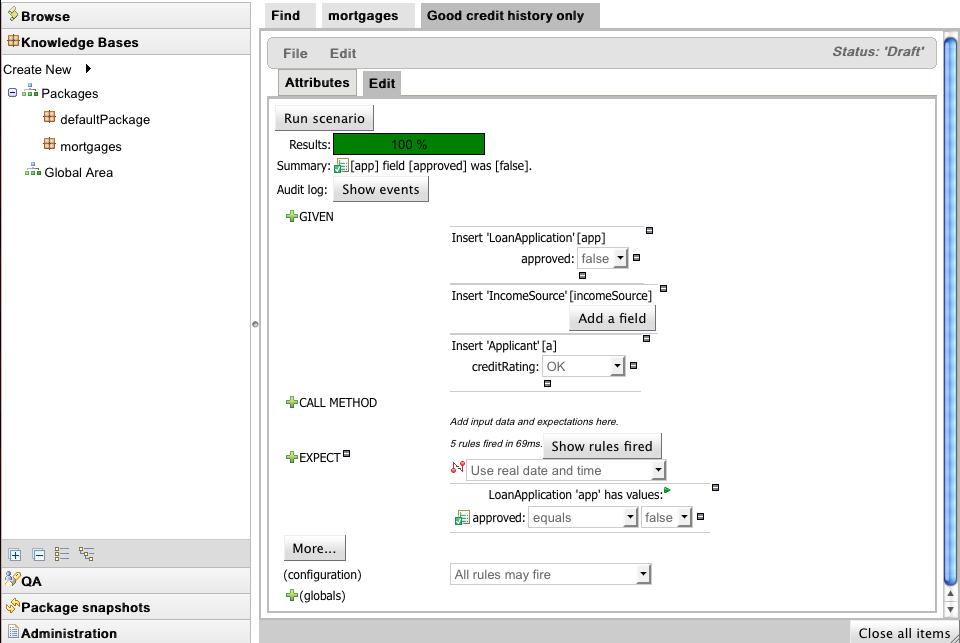 Browse
Knowledge Bases
Create New
Packages
defaultPackage
mortgages
Global Area
QA
Package snapshots
Administration
Find
mortgages
Good credit history only
File
Edit
Status: 'Draft'
Attributes
Edit
Run scenario
Results: 100 %
Summary: [app] field [approved] was [false].
Audit log: Show events
GIVEN
Insert 'LoanApplication' [app]
approved: false
Insert 'IncomeSource' [incomeSource]
Add a field
Insert 'Applicant' [a]
creditRating: OK
CALL METHOD
Add input data and expectations here.
5 rules fired in 69ms. Show rules fired
EXPECT
Use real date and time
LoanApplication 'app' has values:
approved: equals false
More...
(configuration) All rules may fire
(globals)
Close all items